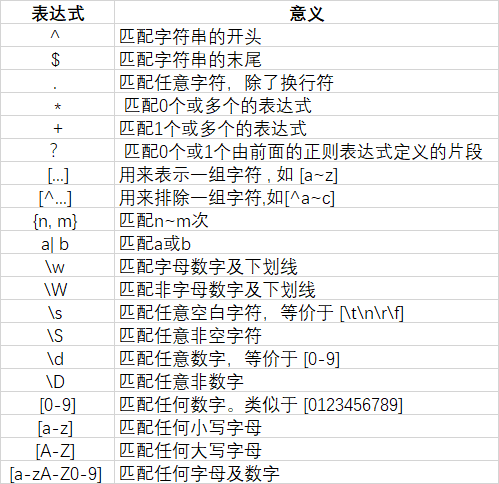 表达式 意义
^ 匹配字符串的开头
$ 匹配字符串的末尾
. 匹配任意字符，除了换行符
* 匹配0个或多个的表达式
+ 匹配1个或多个的表达式
? 匹配0个或1个由前面的正则表达式定义的片段
[...] 用来表示一组字符 , 如 [a~z]
[^...] 用来排除一组字符,如[^a~c]
{n, m} 匹配n~m次
a| b 匹配a或b
\w 匹配字母数字及下划线
\W 匹配非字母数字及下划线
\s 匹配任意空白字符，等价于 [\t\n\r\f]
\S 匹配任意非空字符
\d 匹配任意数字，等价于 [0-9]
\D 匹配任意非数字
[0-9] 匹配任何数字。类似于 [0123456789]
[a-z] 匹配任何小写字母
[A-Z] 匹配任何大写字母
[a-zA-Z0-9] 匹配任何字母及数字